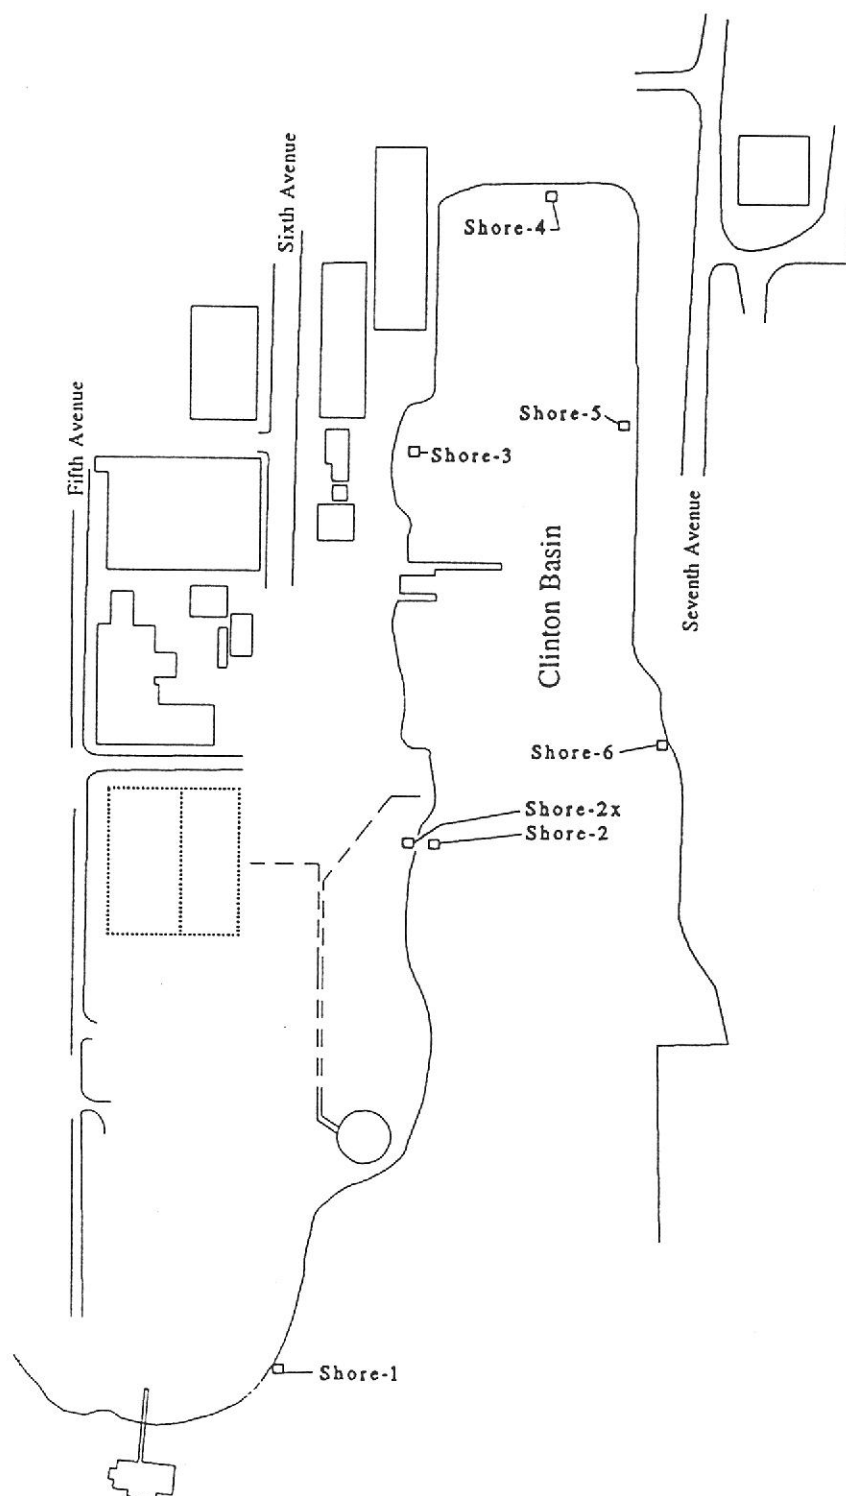 Sixth Avenue
Shore-4
Fifth Avenue
Shore-5
Shore-3
Seventh Avenue
Clinton Basin
Shore-6
Shore-2x
Shore-2
Shore-1